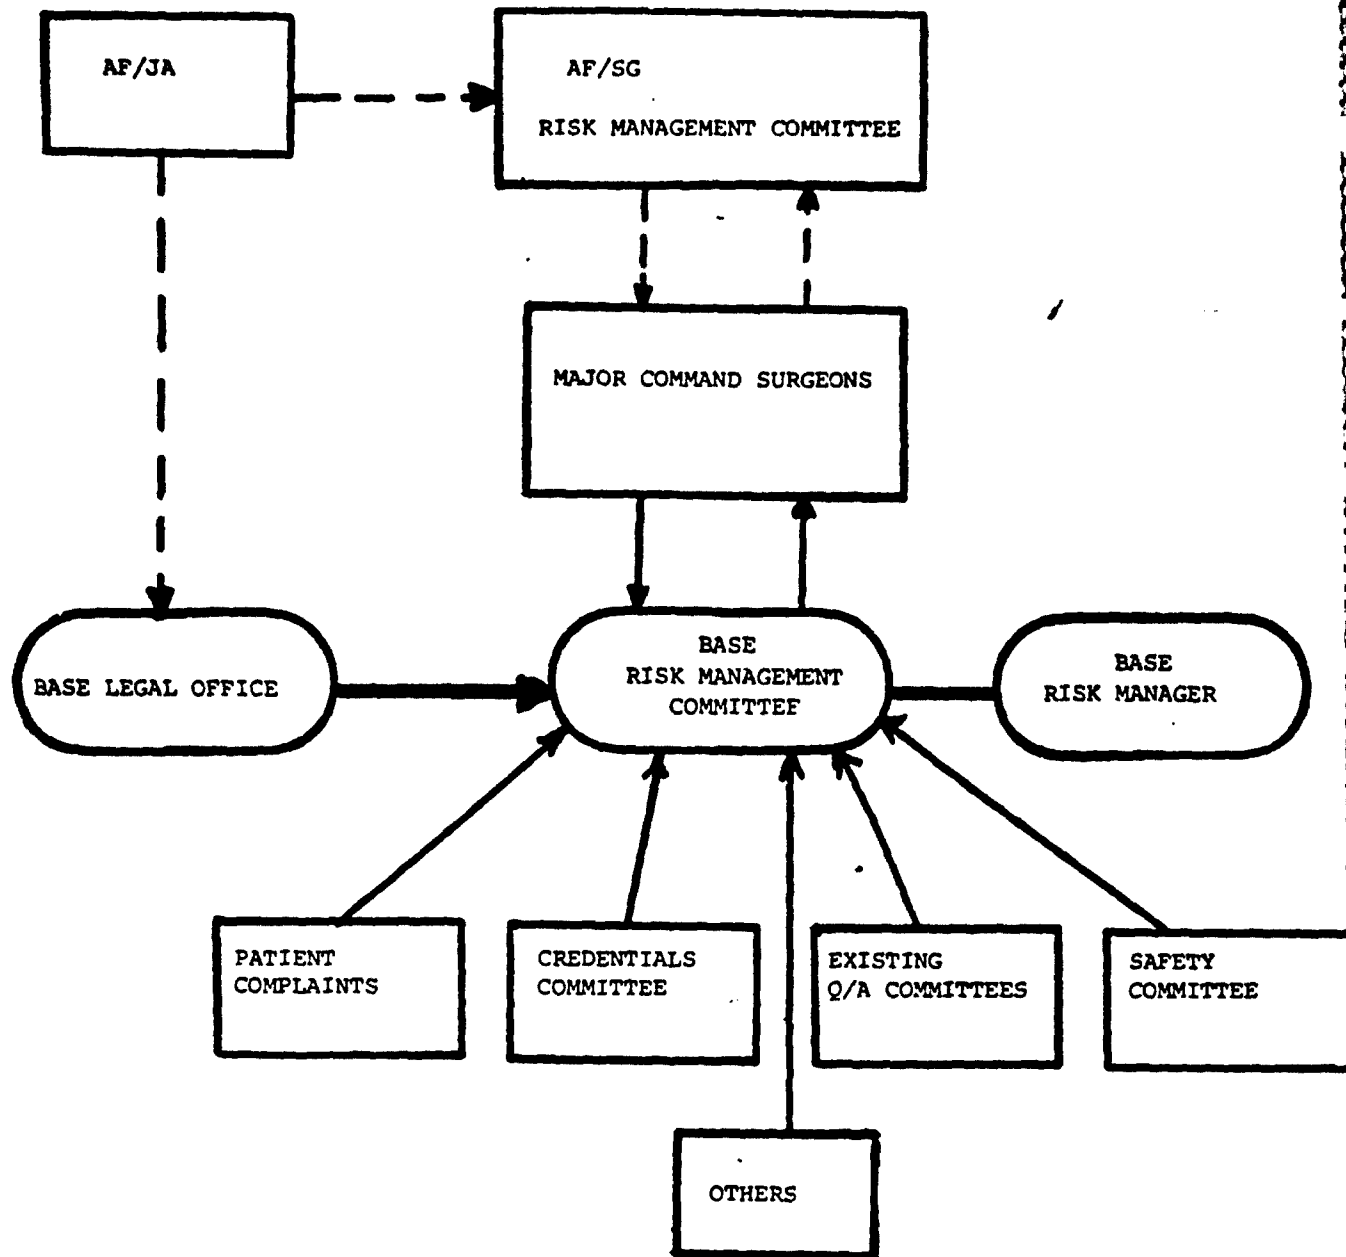 AF/JA
AF/SG
RISK MANAGEMENT COMMITTEE
MAJOR COMMAND SURGEONS
BASE LEGAL OFFICE
BASE
RISK MANAGEMENT
COMMITTEE
BASE
RISK MANAGER
PATIENT
COMPLAINTS
CREDENTIALS
COMMITTEE
EXISTING
Q/A COMMITTEES
SAFETY
COMMITTEE
OTHERS